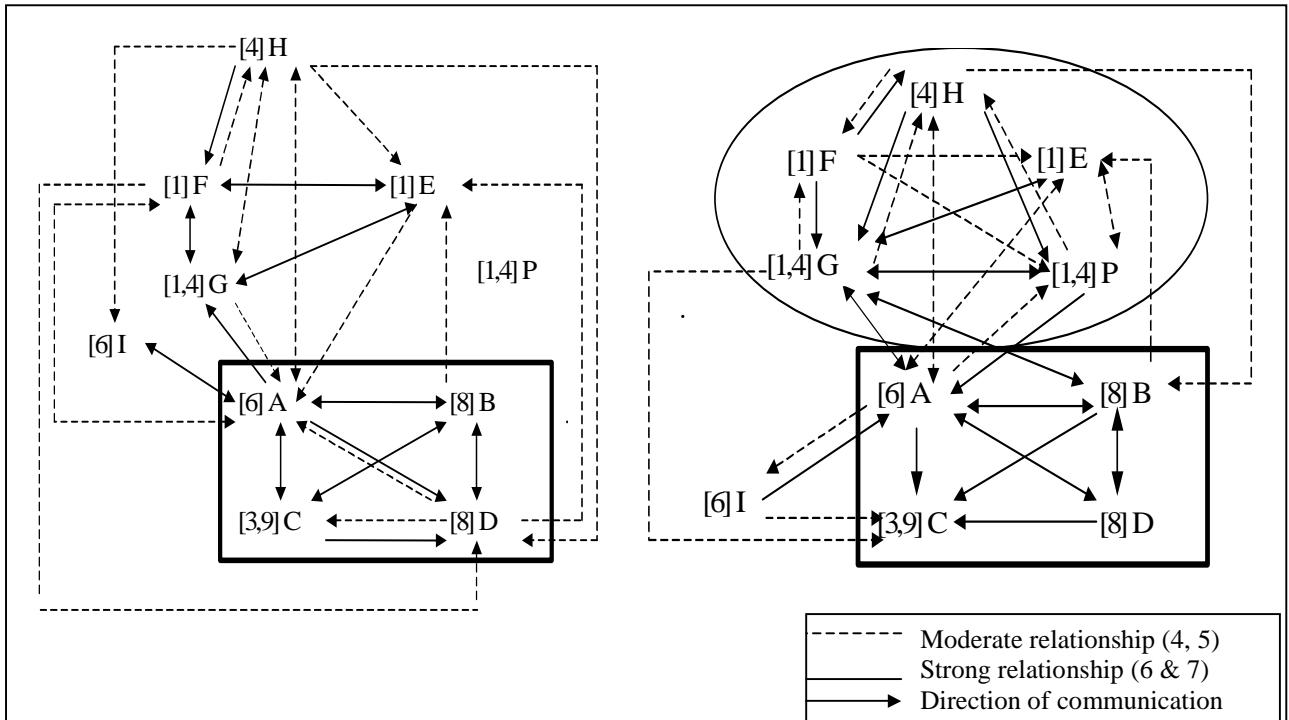 [4] H
[1] F
[1] E
[1,4] G
[1,4] P
[6] I
[6] A
[8] B
[3,9] C
[8] D
[4] H
[1] F
[1] E
[1,4] G
[1,4] P
[6] A
[8] B
[6] I
[3,9] C
[8] D
Moderate relationship (4, 5)
Strong relationship (6 & 7)
Direction of communication